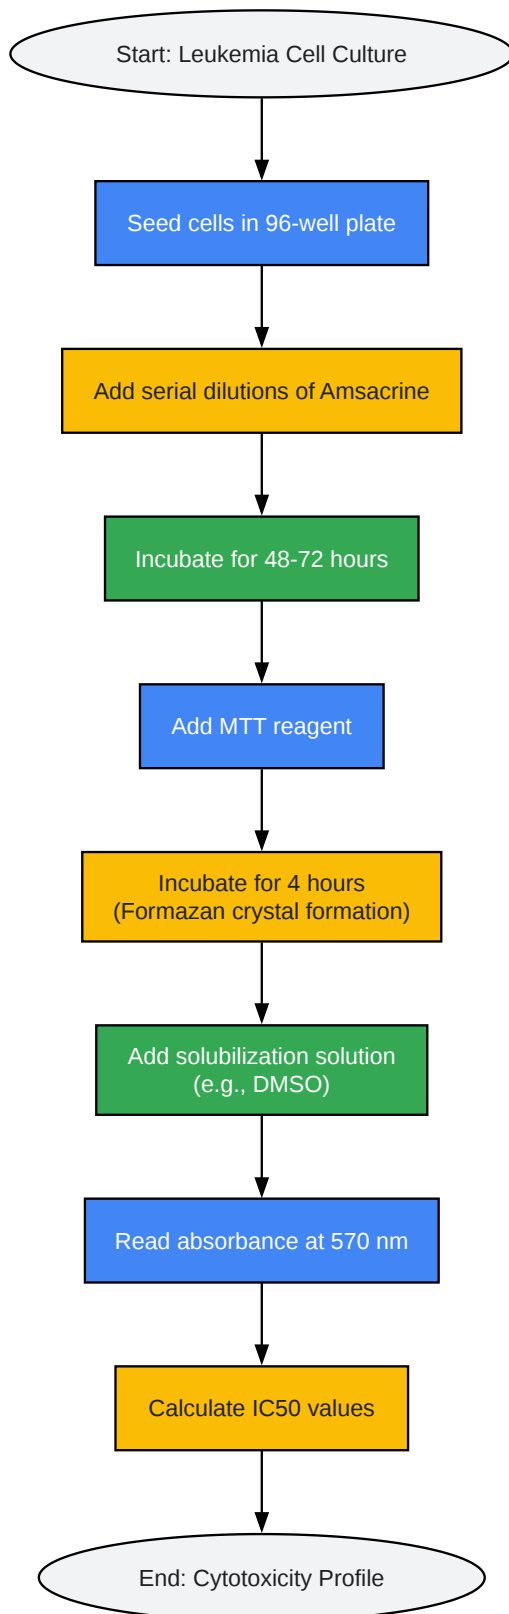 Start: Leukemia Cell Culture
Seed cells in 96-well plate
Add serial dilutions of Amsacrine
Incubate for 48-72 hours
Add MTT reagent
Incubate for 4 hours
(Formazan crystal formation)
Add solubilization solution
(e.g., DMSO)
Read absorbance at 570 nm
Calculate IC50 values
End: Cytotoxicity Profile